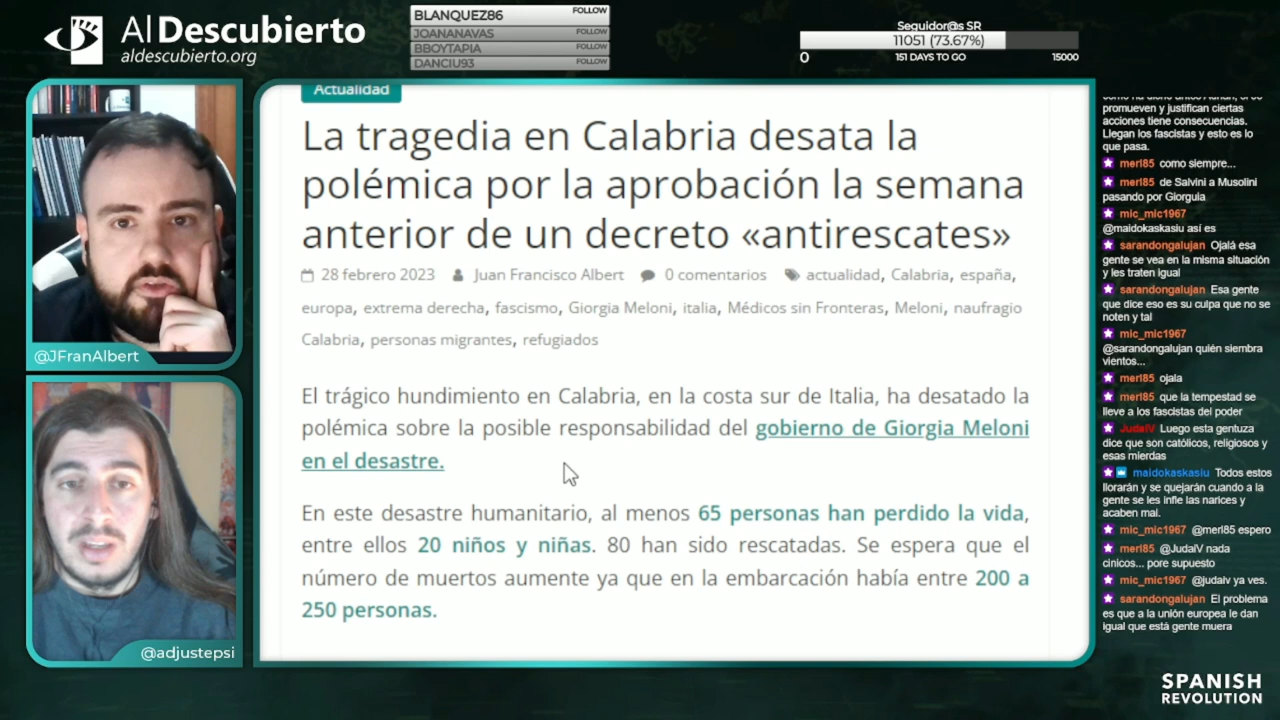 Al Descubierto
aldescubierto.org
BLANQUEZ86 FOLLOW
JOANANAVAS FOLLOW
BBOYTAPIA FOLLOW
DANCIU93 FOLLOW
Seguidor@s SR
11051 (73.67%)
0 151 DAYS TO GO 15000
@JFranAlbert
@adjustepsi
Actualidad
La tragedia en Calabria desata la
polémica por la aprobación la semana
anterior de un decreto «antirescates»
28 febrero 2023 Juan Francisco Albert 0 comentarios actualidad, Calabria, españa,
europa, extrema derecha, fascismo, Giorgia Meloni, italia, Médicos sin Fronteras, Meloni, naufragio
Calabria, personas migrantes, refugiados
El trágico hundimiento en Calabria, en la costa sur de Italia, ha desatado la
polémica sobre la posible responsabilidad del gobierno de Giorgia Meloni
en el desastre.
En este desastre humanitario, al menos 65 personas han perdido la vida,
entre ellos 20 niños y niñas. 80 han sido rescatadas. Se espera que el
número de muertos aumente ya que en la embarcación había entre 200 a
250 personas.
promueven y justifican ciertas
acciones tiene consecuencias.
Llegan los fascistas y esto es lo
que pasa.
merl85 como siempre...
merl85 de Salvini a Musolini
pasando por Giorguia
mic_mic1967
@maidokaskasiu así es
sarandongalujan Ojalá esa
gente se vea en la misma situación
y les traten igual
sarandongalujan Esa gente
que dice eso es su culpa que no se
noten y tal
mic_mic1967
@sarandongalujan quién siembra
vientos...
merl85 ojala
merl85 que la tempestad se
lleve a los fascistas del poder
JudaiV Luego esta gentuza
dice que son católicos, religiosos y
esas mierdas
maidokaskasiu Todos estos
llorarán y se quejarán cuando a la
gente se les infle las narices y
acaben mal.
mic_mic1967 @merl85 espero
merl85 @JudaIV nada
cinicos... pore supuesto
mic_mic1967 @judaiv ya ves.
sarandongalujan El problema
es que a la unión europea le dan
igual que está gente muera
SPANISH
REVOLUTION